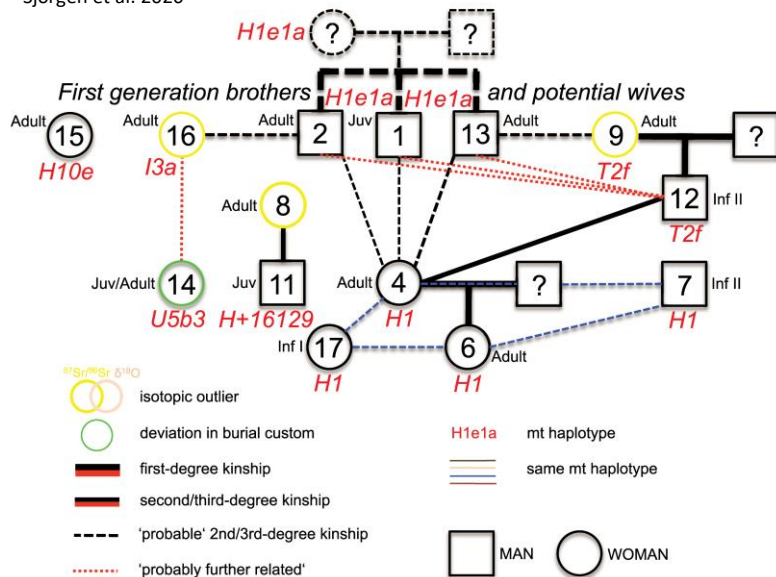 Sjörgen et al. 2020
H1e1a ? ?
First generation brothers H1e1a H1e1a and potential wives
Adult 15 Adult 16 Adult 2 Juv 1 13 Adult 9 Adult ?
H10e I3a T2f
12 Inf II
T2f
Adult 8
Juv/Adult 14 Juv 11 Adult 4 ? 7 Inf II
U5b3 H+16129 H1 H1
Inf I 17 6 Adult
H1 H1
⁸⁷Sr/⁸⁶Sr δ¹⁸O
isotopic outlier
deviation in burial custom H1e1a mt haplotype
first-degree kinship same mt haplotype
second/third-degree kinship
'probable' 2nd/3rd-degree kinship
'probably further related' MAN WOMAN